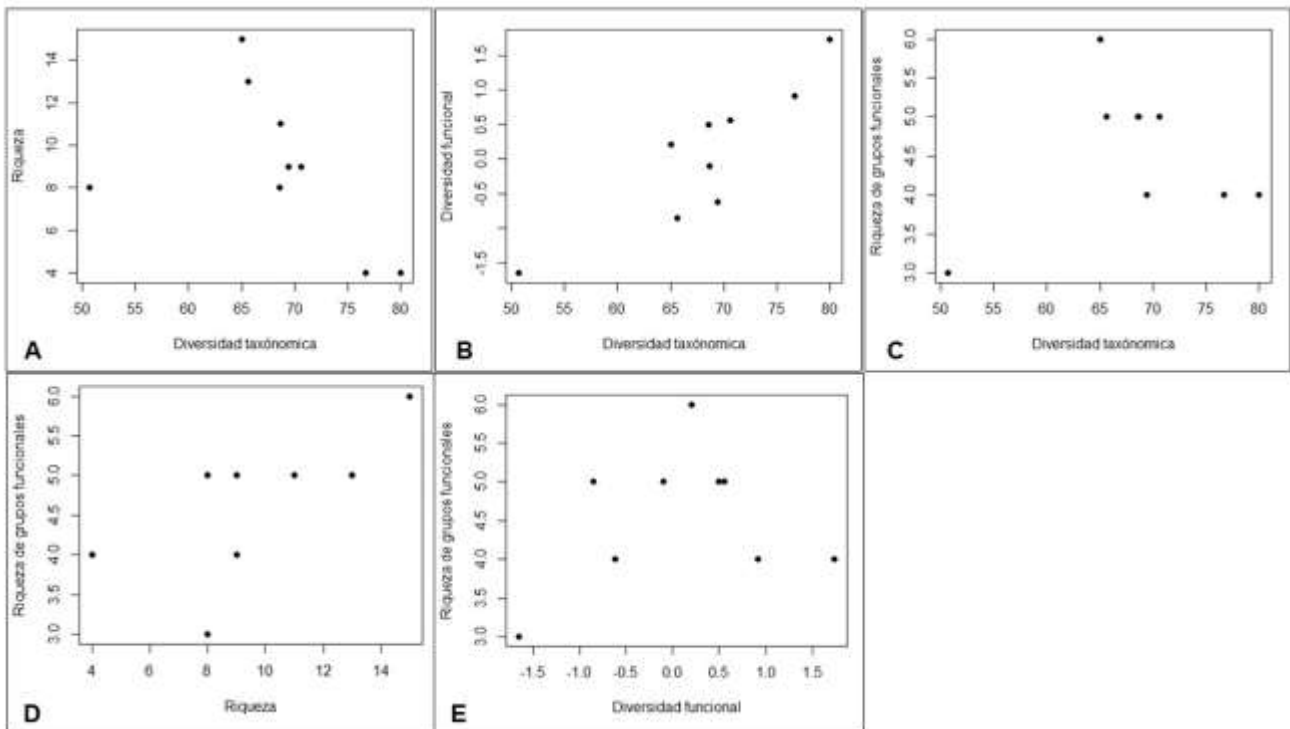 Riqueza
4 6 8 10 12 14
50 55 60 65 70 75 80
Diversidad taxónomica
A
Diversidad funcional
-1.5 -0.5 0.0 0.5 1.0 1.5
50 55 60 65 70 75 80
Diversidad taxónomica
B
Riqueza de grupos funcionales
3.0 3.5 4.0 4.5 5.0 5.5 6.0
50 55 60 65 70 75 80
Diversidad taxónomica
C
Riqueza de grupos funcionales
3.0 3.5 4.0 4.5 5.0 5.5 6.0
4 6 8 10 12 14
Riqueza
D
Riqueza de grupos funcionales
3.0 3.5 4.0 4.5 5.0 5.5 6.0
-1.5 -1.0 -0.5 0.0 0.5 1.0 1.5
Diversidad funcional
E